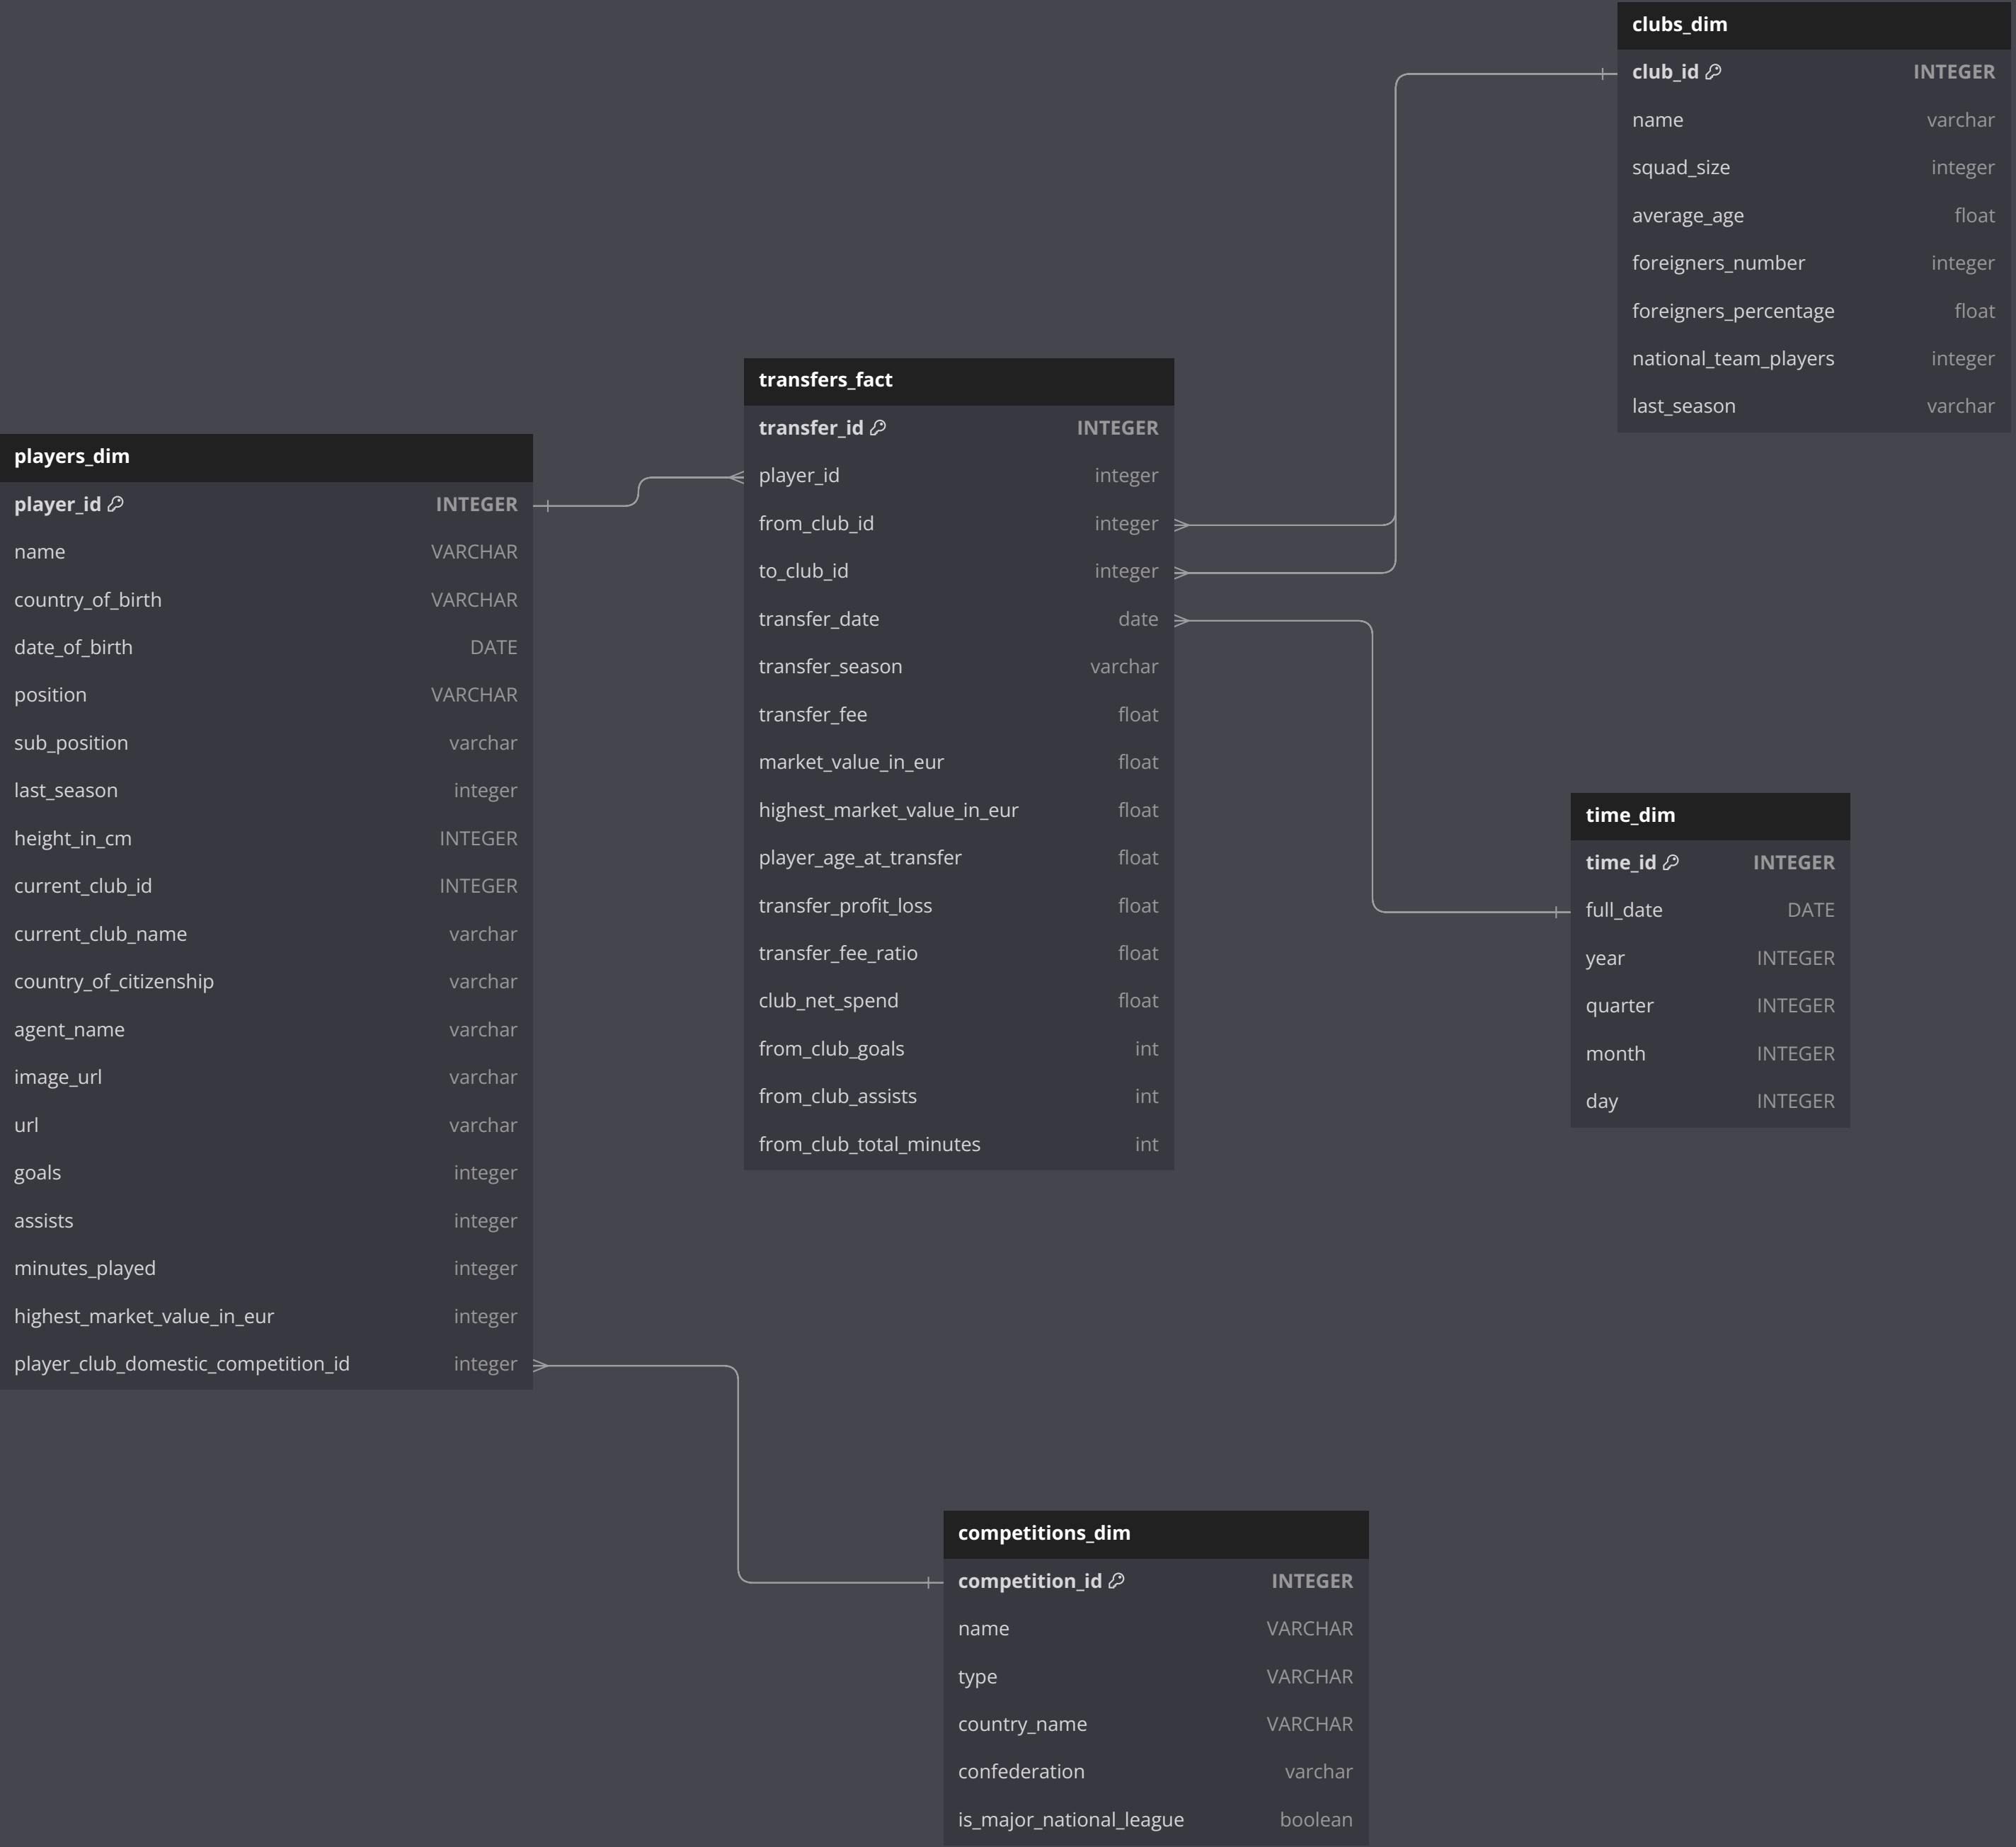 clubs_dim
club_id INTEGER
name varchar
squad_size integer
average_age float
foreigners_number integer
foreigners_percentage float
national_team_players integer
last_season varchar
transfers_fact
transfer_id INTEGER
player_id integer
from_club_id integer
to_club_id integer
transfer_date date
transfer_season varchar
transfer_fee float
market_value_in_eur float
highest_market_value_in_eur float
player_age_at_transfer float
transfer_profit_loss float
transfer_fee_ratio float
club_net_spend float
from_club_goals int
from_club_assists int
from_club_total_minutes int
players_dim
player_id INTEGER
name VARCHAR
country_of_birth VARCHAR
date_of_birth DATE
position VARCHAR
sub_position varchar
last_season integer
height_in_cm INTEGER
current_club_id INTEGER
current_club_name varchar
country_of_citizenship varchar
agent_name varchar
image_url varchar
url varchar
goals integer
assists integer
minutes_played integer
highest_market_value_in_eur integer
player_club_domestic_competition_id integer
time_dim
time_id INTEGER
full_date DATE
year INTEGER
quarter INTEGER
month INTEGER
day INTEGER
competitions_dim
competition_id INTEGER
name VARCHAR
type VARCHAR
country_name VARCHAR
confederation varchar
is_major_national_league boolean